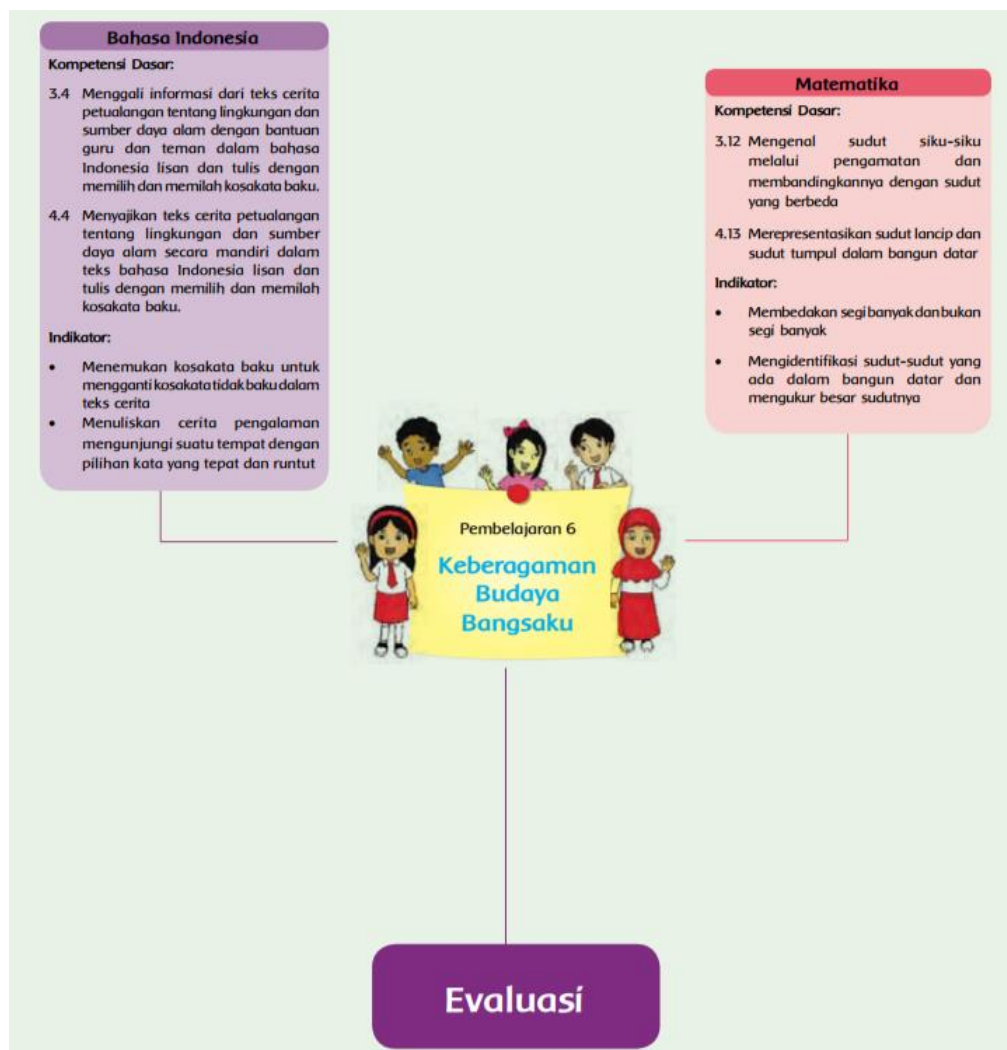 Bahasa Indonesia
Kompetensi Dasar:
3.4 Menggali informasi dari teks cerita
petualangan tentang lingkungan dan
sumber daya alam dengan bantuan
guru dan teman dalam bahasa
Indonesia lisan dan tulis dengan
memilih dan memilah kosakata baku.
4.4 Menyajikan teks cerita petualangan
tentang lingkungan dan sumber
daya alam secara mandiri dalam
teks bahasa Indonesia lisan dan
tulis dengan memilih dan memilah
kosakata baku.
Indikator:
• Menemukan kosakata baku untuk
mengganti kosakata tidak baku dalam
teks cerita
• Menuliskan cerita pengalaman
mengunjungi suatu tempat dengan
pilihan kata yang tepat dan runtut
Matematika
Kompetensi Dasar:
3.12 Mengenal sudut siku-siku
melalui pengamatan dan
membandingkannya dengan sudut
yang berbeda
4.13 Merepresentasikan sudut lancip dan
sudut tumpul dalam bangun datar
Indikator:
• Membedakan segi banyak dan bukan
segi banyak
• Mengidentifikasi sudut-sudut yang
ada dalam bangun datar dan
mengukur besar sudutnya
Pembelajaran 6
Keberagaman
Budaya
Bangsaku
Evaluasi